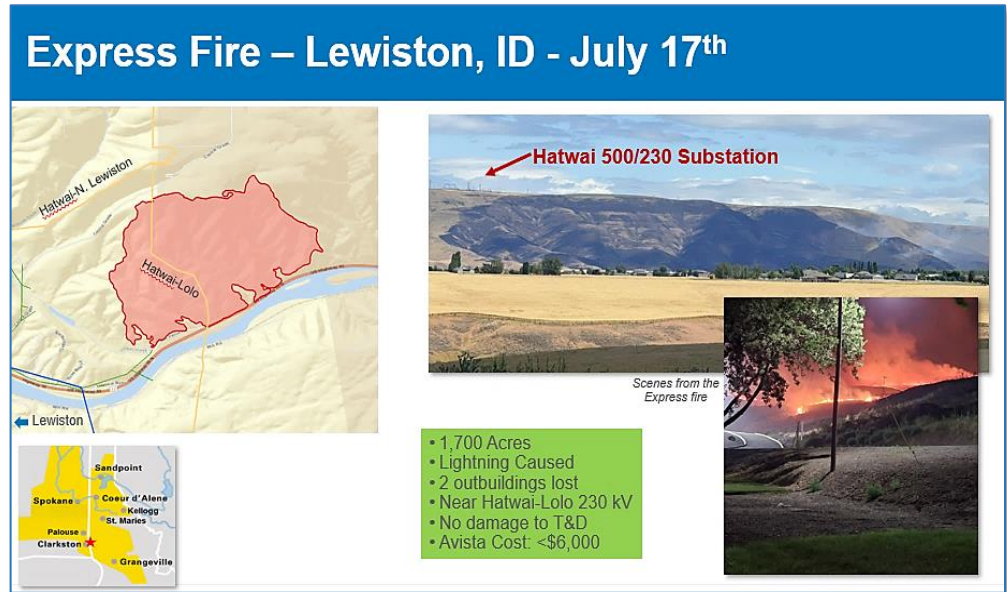 Express Fire – Lewiston, ID - July 17th
Hatwai-N. Lewiston
Hatwai-Lolo
Lewiston
Hatwai 500/230 Substation
Scenes from the
Express fire
• 1,700 Acres
• Lightning Caused
• 2 outbuildings lost
• Near Hatwai-Lolo 230 kV
• No damage to T&D
• Avista Cost: <$6,000
Sandpoint
Spokane
Coeur d'Alene
Kellogg
St. Maries
Palouse
Clarkston
Grangeville